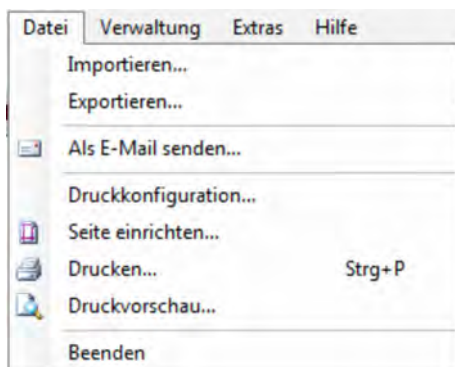 Datei Verwaltung Extras Hilfe
Importieren...
Exportieren...
Als E-Mail senden...
Druckkonfiguration...
Seite einrichten...
Drucken... Strg+P
Druckvorschau...
Beenden